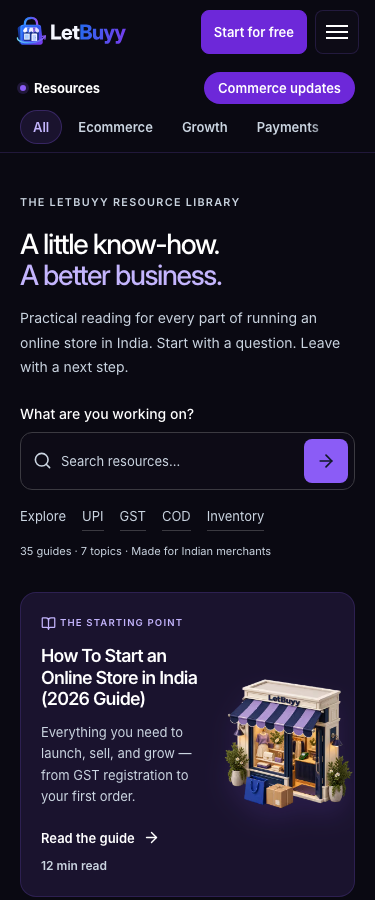 LetBuyy
Start for free
Resources
Commerce updates
All
Ecommerce
Growth
Payments
THE LETBUYY RESOURCE LIBRARY
A little know-how.
A better business.
Practical reading for every part of running an
online store in India. Start with a question. Leave
with a next step.
What are you working on?
Search resources...
Explore UPI GST COD Inventory
35 guides · 7 topics · Made for Indian merchants
THE STARTING POINT
How To Start an
Online Store in India
(2026 Guide)
Everything you need to
launch, sell, and grow —
from GST registration to
your first order.
LetBuyy
Read the guide
12 min read